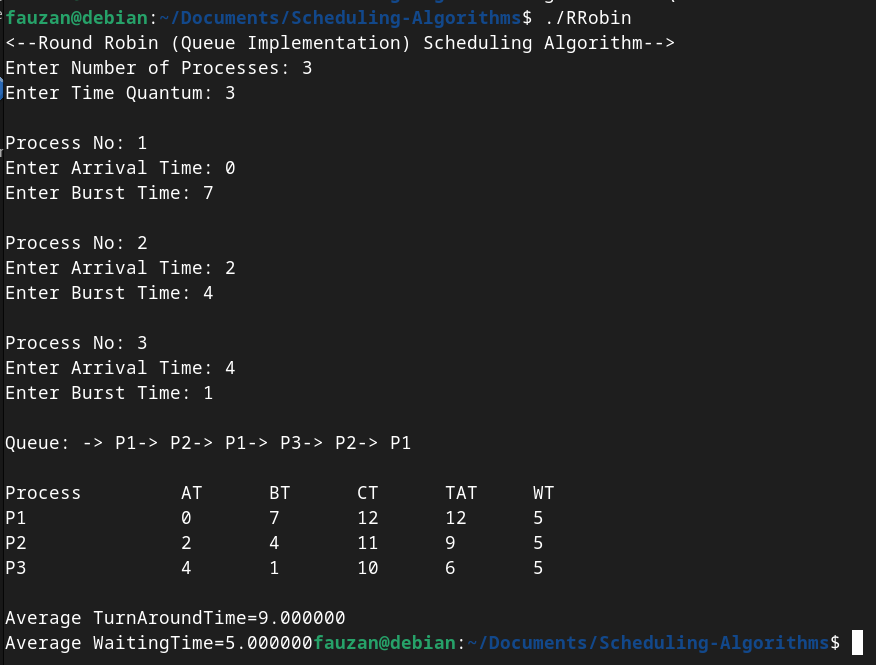 fauzan@debian:~/Documents/Scheduling-Algorithms$ ./RRobin
<--Round Robin (Queue Implementation) Scheduling Algorithm-->
Enter Number of Processes: 3
Enter Time Quantum: 3
Process No: 1
Enter Arrival Time: 0
Enter Burst Time: 7
Process No: 2
Enter Arrival Time: 2
Enter Burst Time: 4
Process No: 3
Enter Arrival Time: 4
Enter Burst Time: 1
Queue: -> P1-> P2-> P1-> P3-> P2-> P1
Process AT BT CT TAT WT
P1 0 7 12 12 5
P2 2 4 11 9 5
P3 4 1 10 6 5
Average TurnAroundTime=9.000000
Average WaitingTime=5.000000fauzan@debian:~/Documents/Scheduling-Algorithms$